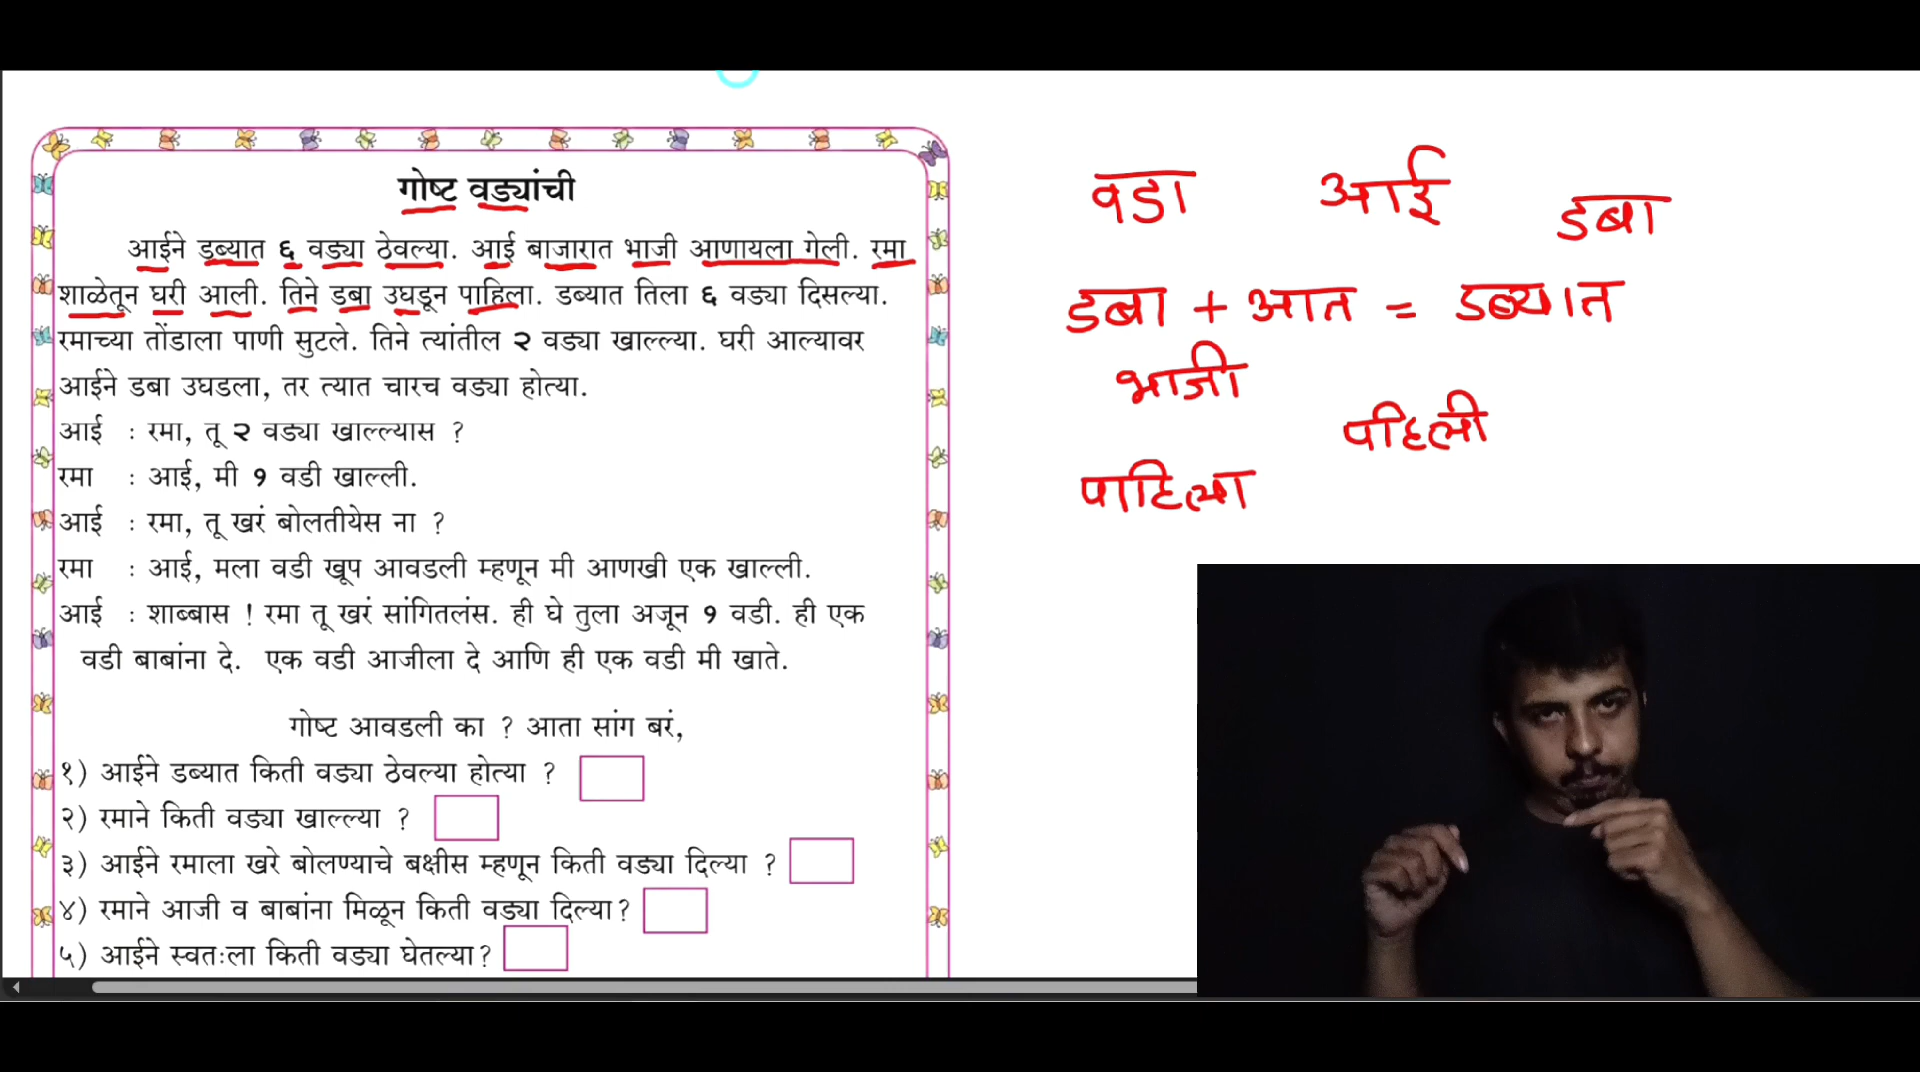 गोष्ट वड्यांची
आईने डब्यात ६ वड्या ठेवल्या. आई बाजारात भाजी आणायला गेली. रमा
शाळेतून घरी आली. तिने डबा उघडून पाहिला. डब्यात तिला ६ वड्या दिसल्या.
रमाच्या तोंडाला पाणी सुटले. तिने त्यांतील २ वड्या खाल्ल्या. घरी आल्यावर
आईने डबा उघडला, तर त्यात चारच वड्या होत्या.
आई : रमा, तू २ वड्या खाल्ल्यास ?
रमा : आई, मी १ वडी खाल्ली.
आई : रमा, तू खरं बोलतीयेस ना ?
रमा : आई, मला वडी खूप आवडली म्हणून मी आणखी एक खाल्ली.
आई : शाब्बास ! रमा तू खरं सांगितलंस. ही घे तुला अजून १ वडी. ही एक
वडी बाबांना दे. एक वडी आजीला दे आणि ही एक वडी मी खाते.
गोष्ट आवडली का ? आता सांग बरं,
१) आईने डब्यात किती वड्या ठेवल्या होत्या ?
२) रमाने किती वड्या खाल्ल्या ?
३) आईने रमाला खरे बोलण्याचे बक्षीस म्हणून किती वड्या दिल्या ?
४) रमाने आजी व बाबांना मिळून किती वड्या दिल्या?
५) आईने स्वतःला किती वड्या घेतल्या?
वडा आई डबा
डबा + आत = डब्यात
भाजी
पहिली
पाहिला